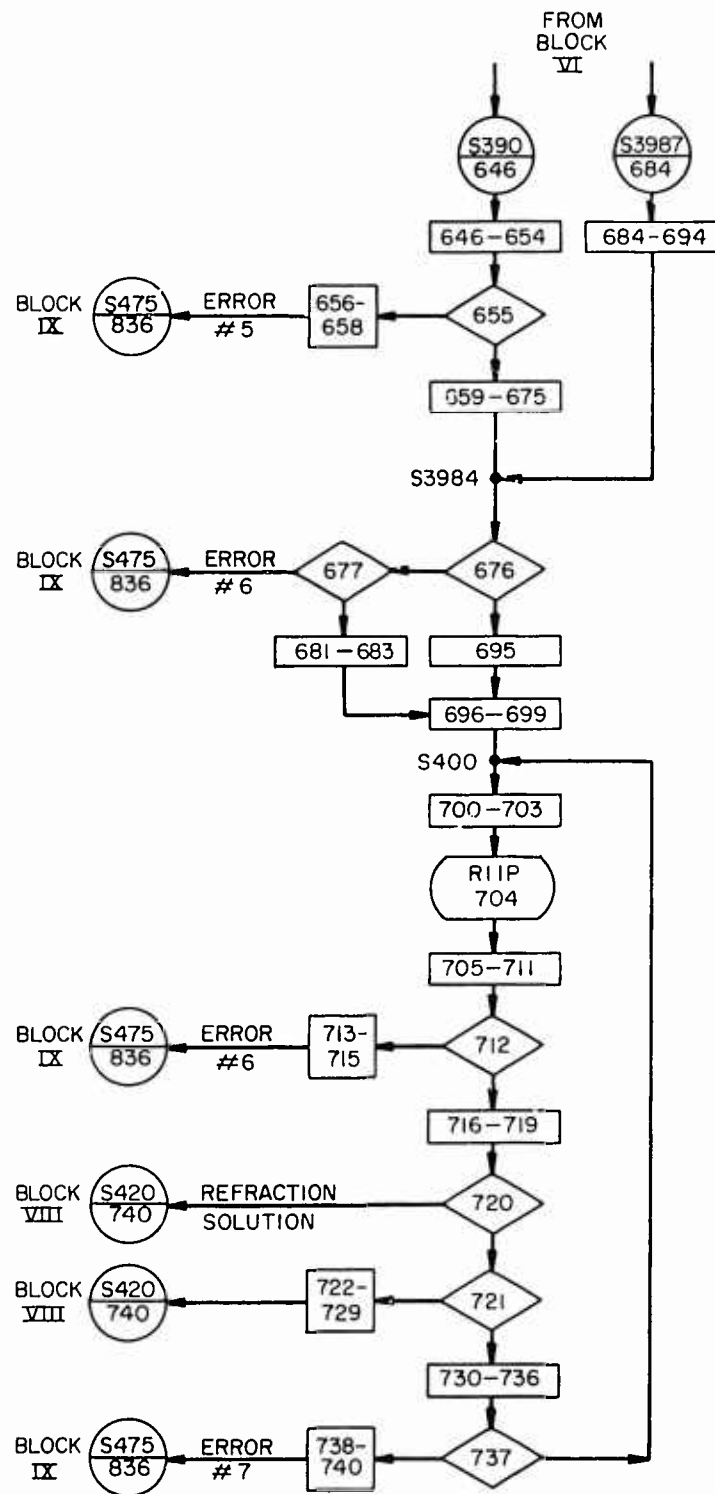 FROM
BLOCK
VI
S390
646
S3987
684
646-654
684-694
BLOCK
IX
S475
836
ERROR
#5
656-
658
655
659-675
S3984
BLOCK
IX
S475
836
ERROR
#6
677
676
681-683
695
696-699
S400
700-703
R11P
704
705-711
BLOCK
IX
S475
836
ERROR
#6
713-
715
712
716-719
BLOCK
VIII
S420
740
REFRACTION
SOLUTION
720
BLOCK
VIII
S420
740
722-
729
721
730-736
BLOCK
IX
S475
836
ERROR
#7
738-
740
737